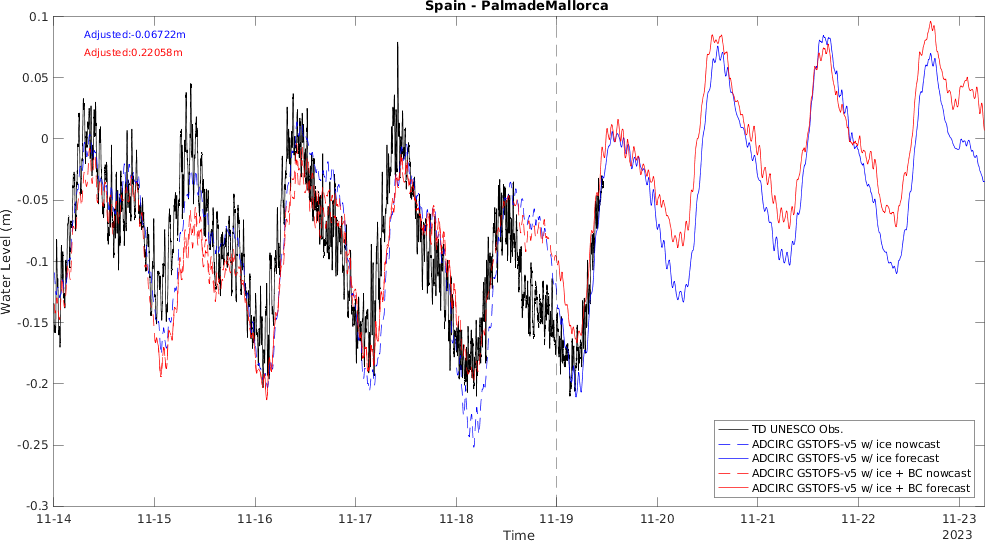 Spain - PalmadeMallorca
Adjusted:-0.06722m
Adjusted:0.22058m
0.1
0.05
0
-0.05
-0.1
-0.15
-0.2
-0.25
-0.3
Water Level (m)
TD UNESCO Obs.
ADCIRC GSTOFS-v5 w/ ice nowcast
ADCIRC GSTOFS-v5 w/ ice forecast
ADCIRC GSTOFS-v5 w/ ice + BC nowcast
ADCIRC GSTOFS-v5 w/ ice + BC forecast
11-14 11-15 11-16 11-17 11-18 11-19 11-20 11-21 11-22 11-23
2023
Time